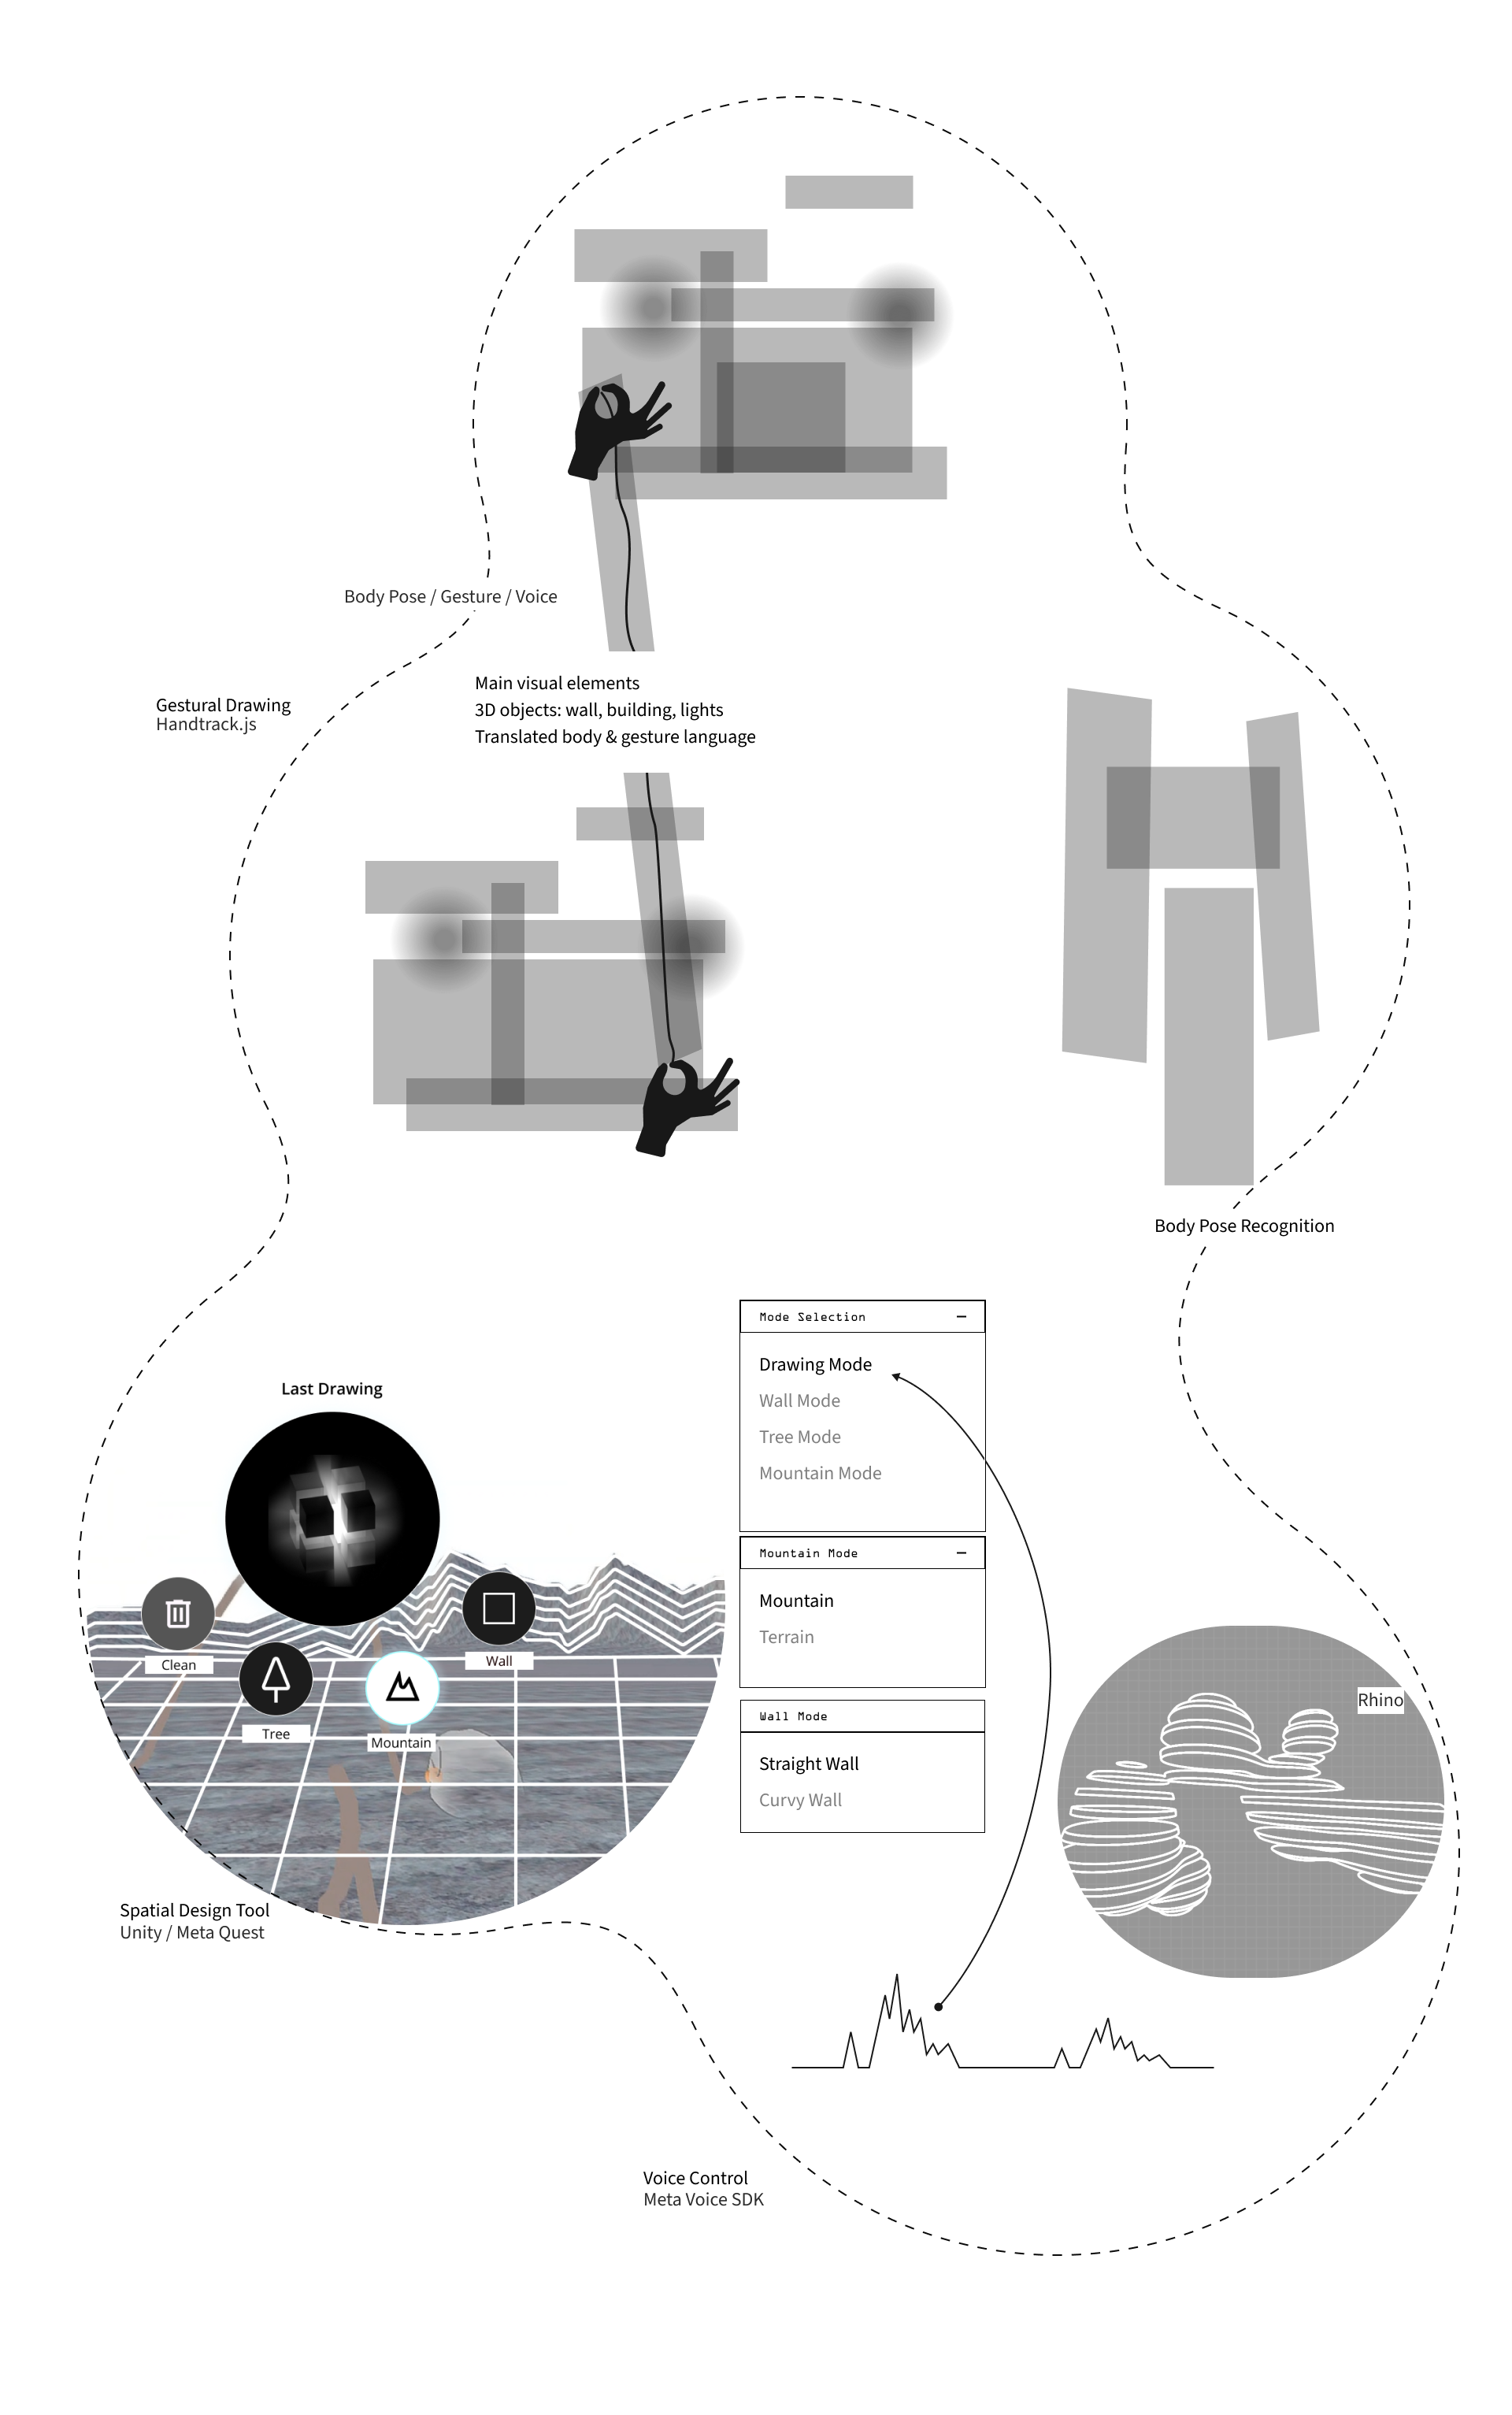 Body Pose / Gesture / Voice
Gestural Drawing
Handtrack.js
Main visual elements
3D objects: wall, building, lights
Translated body & gesture language
Body Pose Recognition
Mode Selection
Drawing Mode
Wall Mode
Tree Mode
Mountain Mode
Last Drawing
Clean
Tree
Mountain
Wall
Mountain Mode
Mountain
Terrain
Wall Mode
Straight Wall
Curvy Wall
Rhino
Spatial Design Tool
Unity / Meta Quest
Voice Control
Meta Voice SDK